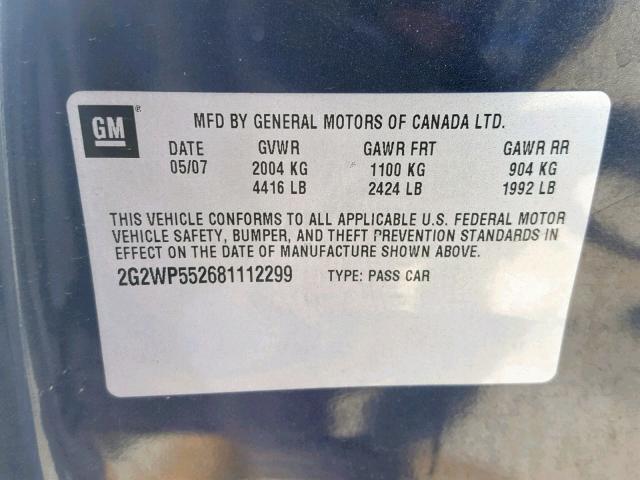 GM®
MFD BY GENERAL MOTORS OF CANADA LTD.
DATE GVWR GAWR FRT GAWR RR
05/07 2004 KG 1100 KG 904 KG
4416 LB 2424 LB 1992 LB
THIS VEHICLE CONFORMS TO ALL APPLICABLE U.S. FEDERAL MOTOR
VEHICLE SAFETY, BUMPER, AND THEFT PREVENTION STANDARDS IN
EFFECT ON THE DATE OF MANUFACTURE SHOWN ABOVE.
2G2WP552681112299 TYPE: PASS CAR